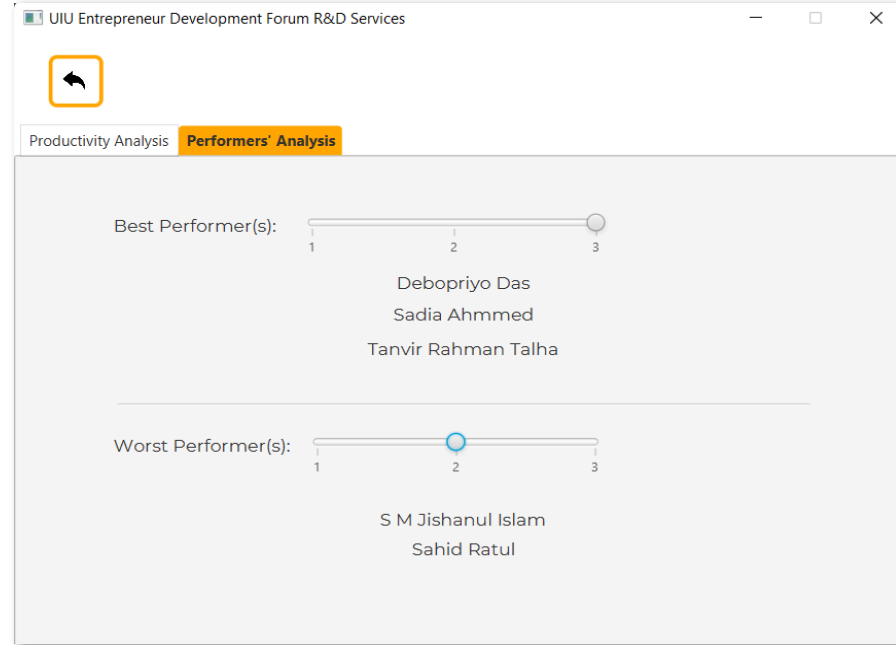 UIU Entrepreneur Development Forum R&D Services
Productivity Analysis Performers' Analysis
Best Performer(s):
1 2 3
Debopriyo Das
Sadia Ahmmed
Tanvir Rahman Talha
Worst Performer(s):
1 2 3
S M Jishanul Islam
Sahid Ratul